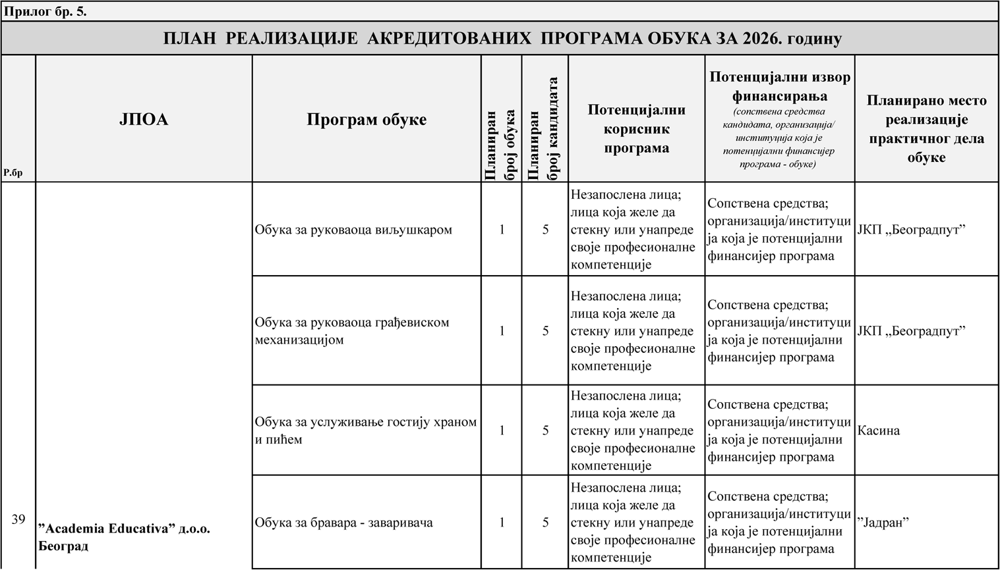 Прилог бр. 5.
ПЛАН РЕАЛИЗАЦИЈЕ АКРЕДИТОВАНИХ ПРОГРАМА ОБУКА ЗА 2026. годину
Р.бр
ЈПОА
Програм обуке
Планиран
број обука
Планиран
број кандидата
Потенцијални
корисник
програма
Потенцијални извор
финансирања
(сопствена средства
кандидата, организација/
институција која је
потенцијални финансијер
програма - обуке)
Планирано место
реализације
практичног дела
обуке
39
”Academia Educativa” д.о.о.
Београд
Обука за руковаоца виљушкаром
1
5
Незапослена лица;
лица која желе да
стекну или унапреде
своје професионалне
компетенције
Сопствена средства;
организација/институци
ја која је потенцијални
финансијер програма
ЈКП „Београдпут”
Обука за руковаоца грађевиском
механизацијом
1
5
Незапослена лица;
лица која желе да
стекну или унапреде
своје професионалне
компетенције
Сопствена средства;
организација/институци
ја која је потенцијални
финансијер програма
ЈКП „Београдпут”
Обука за услуживање гостију храном
и пићем
1
5
Незапослена лица;
лица која желе да
стекну или унапреде
своје професионалне
компетенције
Сопствена средства;
организација/институци
ја која је потенцијални
финансијер програма
Касина
Обука за бравара - заваривача
1
5
Незапослена лица;
лица која желе да
стекну или унапреде
своје професионалне
компетенције
Сопствена средства;
организација/институци
ја која је потенцијални
финансијер програма
”Јадран”